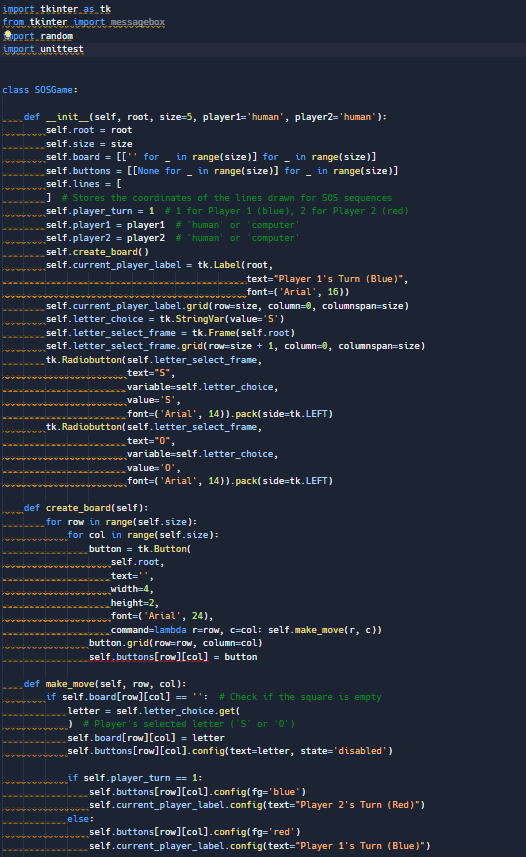 import tkinter as tk
from tkinter import messagebox
import random
import unittest
class SOSGame:
    def __init__(self, root, size=5, player1='human', player2='human'):
        self.root = root
        self.size = size
        self.board = [['' for _ in range(size)] for _ in range(size)]
        self.buttons = [[None for _ in range(size)] for _ in range(size)]
        self.lines = [
        ]  # Stores the coordinates of the lines drawn for SOS sequences
        self.player_turn = 1  # 1 for Player 1 (blue), 2 for Player 2 (red)
        self.player1 = player1  # 'human' or 'computer'
        self.player2 = player2  # 'human' or 'computer'
        self.create_board()
        self.current_player_label = tk.Label(root,
                                             text="Player 1's Turn (Blue)",
                                             font=('Arial', 16))
        self.current_player_label.grid(row=size, column=0, columnspan=size)
        self.letter_choice = tk.StringVar(value='S')
        self.letter_select_frame = tk.Frame(self.root)
        self.letter_select_frame.grid(row=size + 1, column=0, columnspan=size)
        tk.Radiobutton(self.letter_select_frame,
                       text="S",
                       variable=self.letter_choice,
                       value='S',
                       font=('Arial', 14)).pack(side=tk.LEFT)
        tk.Radiobutton(self.letter_select_frame,
                       text="O",
                       variable=self.letter_choice,
                       value='O',
                       font=('Arial', 14)).pack(side=tk.LEFT)
    def create_board(self):
        for row in range(self.size):
            for col in range(self.size):
                button = tk.Button(
                    self.root,
                    text='',
                    width=4,
                    height=2,
                    font=('Arial', 24),
                    command=lambda r=row, c=col: self.make_move(r, c))
                button.grid(row=row, column=col)
                self.buttons[row][col] = button
    def make_move(self, row, col):
        if self.board[row][col] == '':  # Check if the square is empty
            letter = self.letter_choice.get(
            )  # Player's selected letter ('S' or 'O')
            self.board[row][col] = letter
            self.buttons[row][col].config(text=letter, state='disabled')
            if self.player_turn == 1:
                self.buttons[row][col].config(fg='blue')
                self.current_player_label.config(text="Player 2's Turn (Red)")
            else:
                self.buttons[row][col].config(fg='red')
                self.current_player_label.config(text="Player 1's Turn (Blue)")